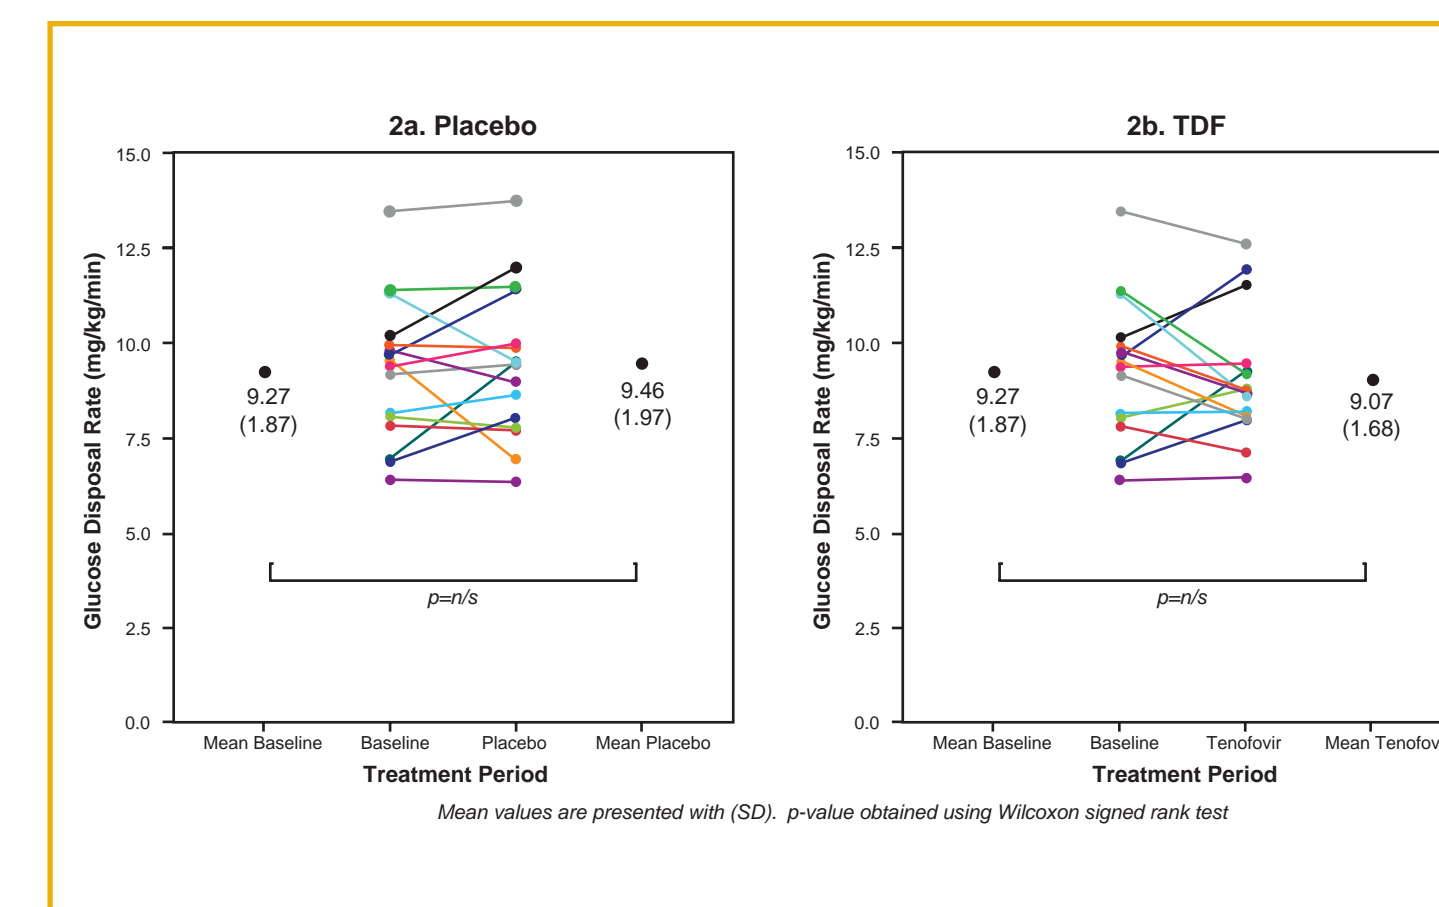 2a. Placebo
15.0
12.5
10.0
7.5
5.0
2.5
0.0
Glucose Disposal Rate (mg/kg/min)
9.27
(1.87)
9.46
(1.97)
p=n/s
Mean Baseline
Baseline
Placebo
Mean Placebo
Treatment Period
2b. TDF
15.0
12.5
10.0
7.5
5.0
2.5
0.0
Glucose Disposal Rate (mg/kg/min)
9.27
(1.87)
9.07
(1.68)
p=n/s
Mean Baseline
Baseline
Tenofovir
Mean Tenofov
Treatment Period
Mean values are presented with (SD). p-value obtained using Wilcoxon signed rank test